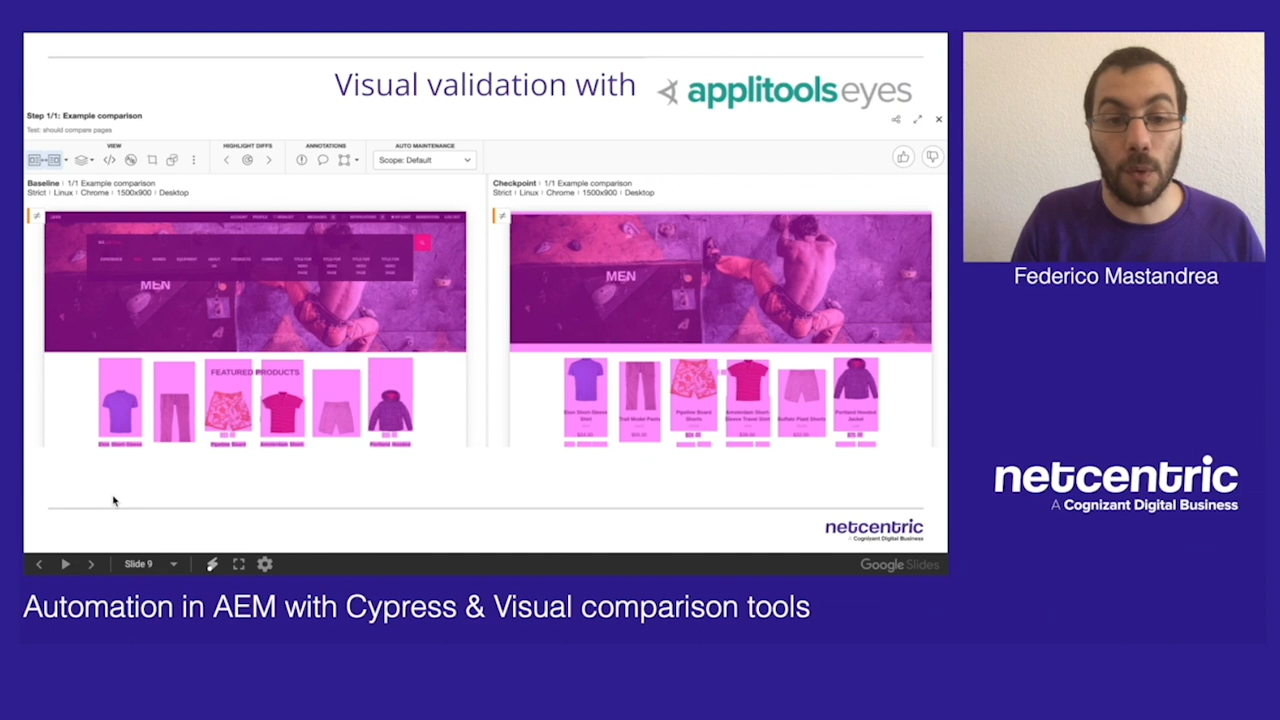 Visual validation with applitools eyes
Step 1/1: Example comparison
Test: should compare pages
VIEW
HIGHLIGHT DIFFS
ANNOTATIONS
AUTO MAINTENANCE
Scope: Default
Baseline | 1/1 Example comparison
Strict | Linux | Chrome | 1500x900 | Desktop
Checkpoint | 1/1 Example comparison
Strict | Linux | Chrome | 1500x900 | Desktop
MEN
FEATURED PRODUCTS
MEN
netcentric
A Cognizant Digital Business
Slide 9
Google Slides
Federico Mastandrea
netcentric
A Cognizant Digital Business
Automation in AEM with Cypress & Visual comparison tools